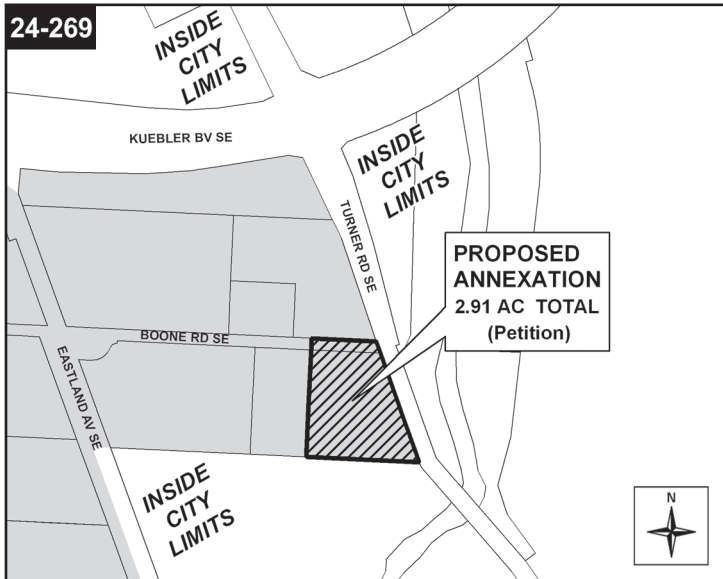 24-269
INSIDE
CITY
LIMITS
KUEBLER BV SE
INSIDE
CITY
LIMITS
TURNER RD SE
PROPOSED
ANNEXATION
2.91 AC TOTAL
(Petition)
BOONE RD SE
EASTLAND AV SE
INSIDE
CITY
LIMITS
N